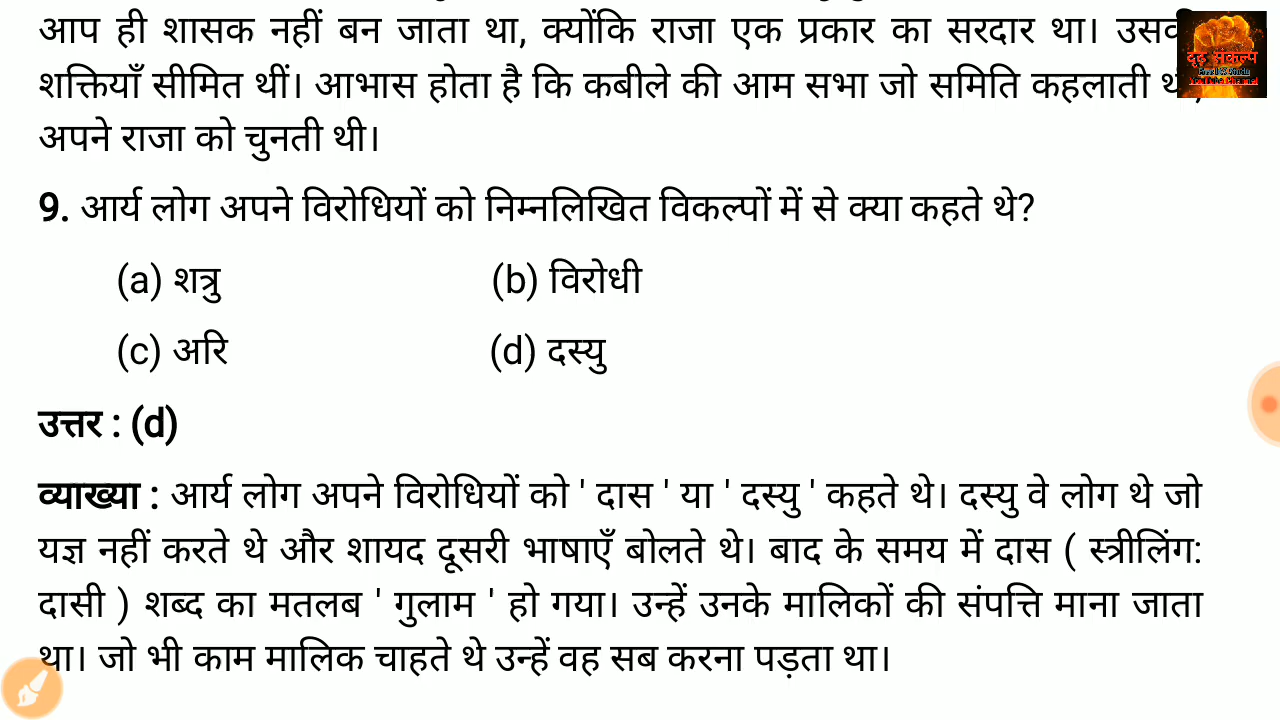 आप ही शासक नहीं बन जाता था, क्योंकि राजा एक प्रकार का सरदार था। उसकी
शक्तियाँ सीमित थीं। आभास होता है कि कबीले की आम सभा जो समिति कहलाती थी,
अपने राजा को चुनती थी।
9. आर्य लोग अपने विरोधियों को निम्नलिखित विकल्पों में से क्या कहते थे?
(a) शत्रु (b) विरोधी
(c) अरि (d) दस्यु
उत्तर : (d)
व्याख्या : आर्य लोग अपने विरोधियों को ' दास ' या ' दस्यु ' कहते थे। दस्यु वे लोग थे जो
यज्ञ नहीं करते थे और शायद दूसरी भाषाएँ बोलते थे। बाद के समय में दास ( स्त्रीलिंग:
दासी ) शब्द का मतलब ' गुलाम ' हो गया। उन्हें उनके मालिकों की संपत्ति माना जाता
था। जो भी काम मालिक चाहते थे उन्हें वह सब करना पड़ता था।
दृढ़ संकल्प